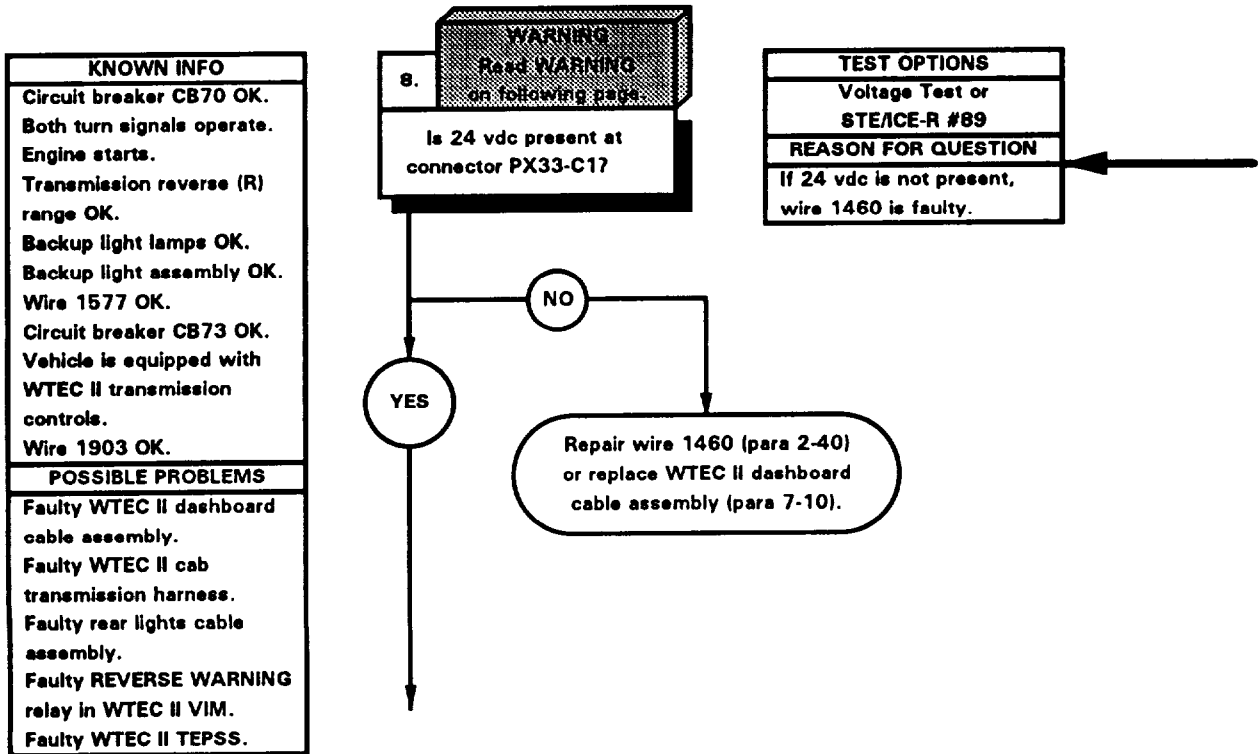 KNOWN INFO
Circuit breaker CB70 OK.
Both turn signals operate.
Engine starts.
Transmission reverse (R)
range OK.
Backup light lamps OK.
Backup light assembly OK.
Wire 1577 OK.
Circuit breaker CB73 OK.
Vehicle is equipped with
WTEC II transmission
controls.
Wire 1903 OK.
POSSIBLE PROBLEMS
Faulty WTEC II dashboard
cable assembly.
Faulty WTEC II cab
transmission harness.
Faulty rear lights cable
assembly.
Faulty REVERSE WARNING
relay in WTEC II VIM.
Faulty WTEC II TEPSS.
WARNING
Read WARNING
on following page.
8.
Is 24 vdc present at
connector PX33-C1?
NO
YES
Repair wire 1460 (para 2-40)
or replace WTEC II dashboard
cable assembly (para 7-10).
TEST OPTIONS
Voltage Test or
STE/ICE-R #89
REASON FOR QUESTION
If 24 vdc is not present,
wire 1460 is faulty.